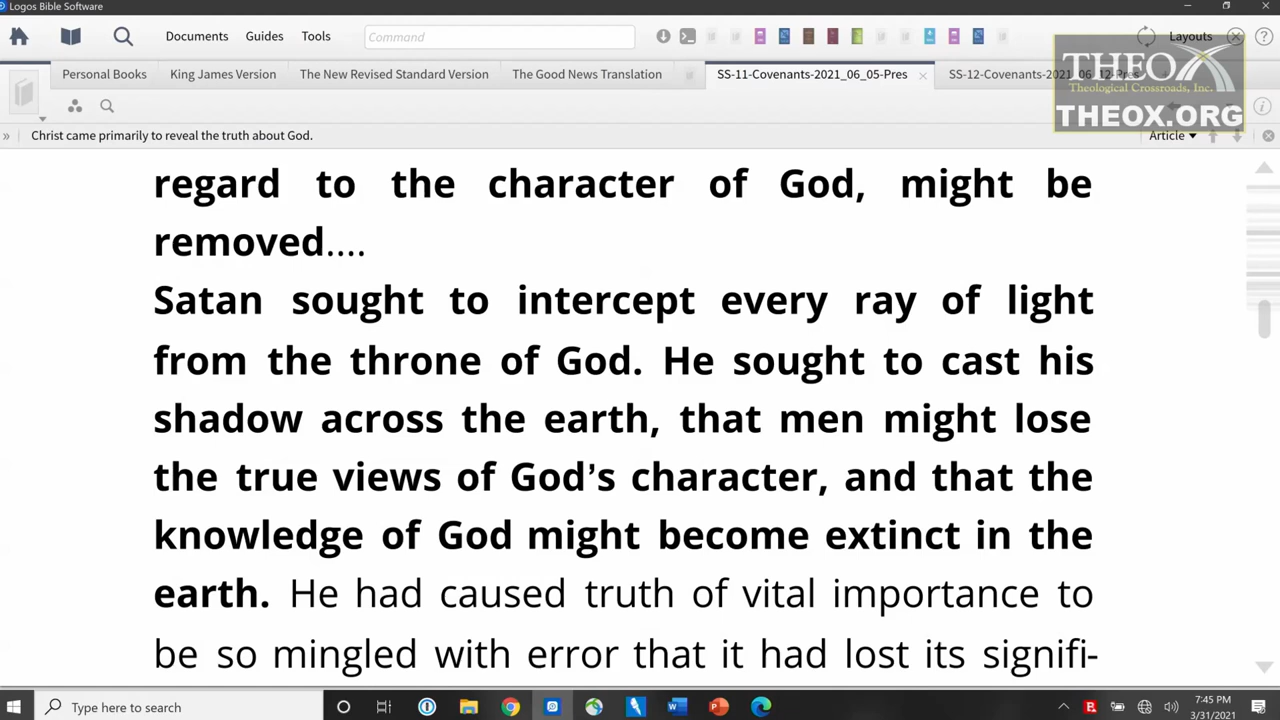 Logos Bible Software
Documents Guides Tools Command Layouts
Personal Books King James Version The New Revised Standard Version The Good News Translation SS-11-Covenants-2021_06_05-Pres SS-12-Covenants-2021_06_12-Pres
THEOX
Theological Crossroads, Inc.
THEOX.ORG
» Christ came primarily to reveal the truth about God. Article
regard to the character of God, might be
removed....
Satan sought to intercept every ray of light
from the throne of God. He sought to cast his
shadow across the earth, that men might lose
the true views of God’s character, and that the
knowledge of God might become extinct in the
earth. He had caused truth of vital importance to
be so mingled with error that it had lost its signifi-
Type here to search
7:45 PM
3/31/2021